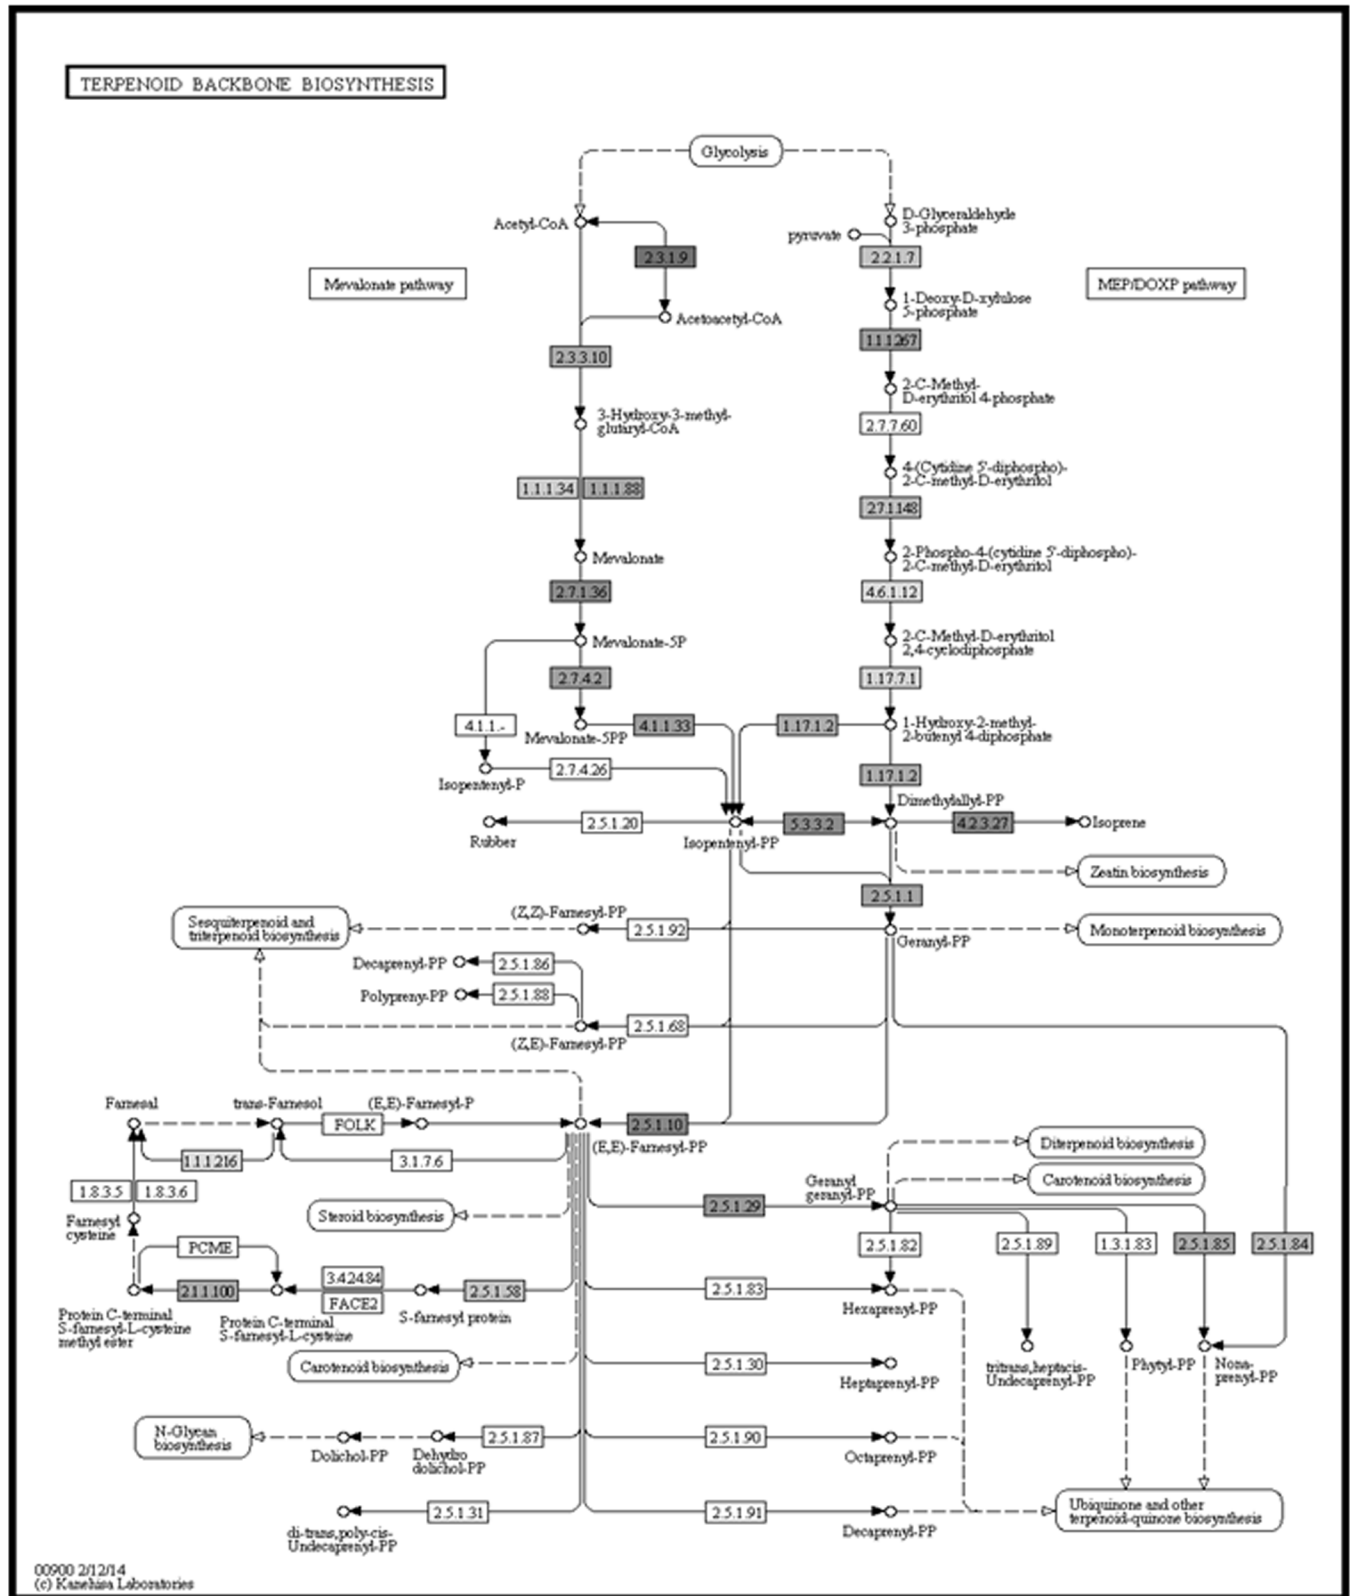 TERPENOID BACKBONE BIOSYNTHESIS
Glycolysis
Acetyl-CoA
D-Glyceraldehyde
3-phosphate
pyruvate
2.3.1.9
2.2.1.7
Mevalonate pathway
MEP/DOXP pathway
1-Deoxy-D-xylulose
5-phosphate
Acetoacetyl-CoA
1.1.1.267
2.3.3.10
2-C-Methyl-
D-erythritol 4-phosphate
3-Hydroxy-3-methyl-
glutaryl-CoA
2.7.7.60
4-(Cytidine 5'-diphospho)-
2-C-methyl-D-erythritol
1.1.1.34
1.1.1.88
2.7.1.148
Mevalonate
2-Phospho-4-(cytidine 5'-diphospho)-
2-C-methyl-D-erythritol
2.7.1.36
4.6.1.12
Mevalonate-5P
2-C-Methyl-D-erythritol
2,4-cyclodiphosphate
2.7.4.2
1.17.7.1
4.1.1.-
Mevalonate-5PP
4.1.1.33
1.17.1.2
1-Hydroxy-2-methyl-
2-butenyl 4-diphosphate
Isopentenyl-P
2.7.4.26
1.17.1.2
Dimethylallyl-PP
Rubber
2.5.1.20
Isopentenyl-PP
5.3.3.2
4.2.3.27
Isoprene
Zeatin biosynthesis
2.5.1.1
Sesquiterpenoid and
triterpenoid biosynthesis
(Z,Z)-Farnesyl-PP
2.5.1.92
Geranyl-PP
Monoterpenoid biosynthesis
Decaprenyl-PP
2.5.1.86
Polypreny-PP
2.5.1.88
(Z,E)-Farnesyl-PP
2.5.1.68
Farnesal
trans-Farnesol
(E,E)-Farnesyl-P
FOLK
2.5.1.10
(E,E)-Farnesyl-PP
1.1.1.216
3.1.7.6
Diterpenoid biosynthesis
Carotenoid biosynthesis
1.8.3.5
1.8.3.6
Geranyl
geranyl-PP
2.5.1.29
Farnesyl
cysteine
Steroid biosynthesis
PCME
2.5.1.82
2.5.1.89
1.3.1.83
2.5.1.85
2.5.1.84
3.4.24.84
FACE2
2.1.1.100
2.5.1.58
2.5.1.83
Hexaprenyl-PP
Protein C-terminal
S-farnesyl-L-cysteine
methyl ester
Protein C-terminal
S-farnesyl-L-cysteine
S-farnesyl protein
Carotenoid biosynthesis
2.5.1.30
Heptaprenyl-PP
tritrans,heptacis-
Undecaprenyl-PP
Phytyl-PP
Nona-
prenyl-PP
N-Glycan
biosynthesis
Dolichol-PP
Dehydro
dolichol-PP
2.5.1.87
2.5.1.90
Octaprenyl-PP
2.5.1.31
di-trans,poly-cis-
Undecaprenyl-PP
2.5.1.91
Decaprenyl-PP
Ubiquinone and other
terpenoid-quinone biosynthesis
00900 2/12/14
(c) Kanehisa Laboratories